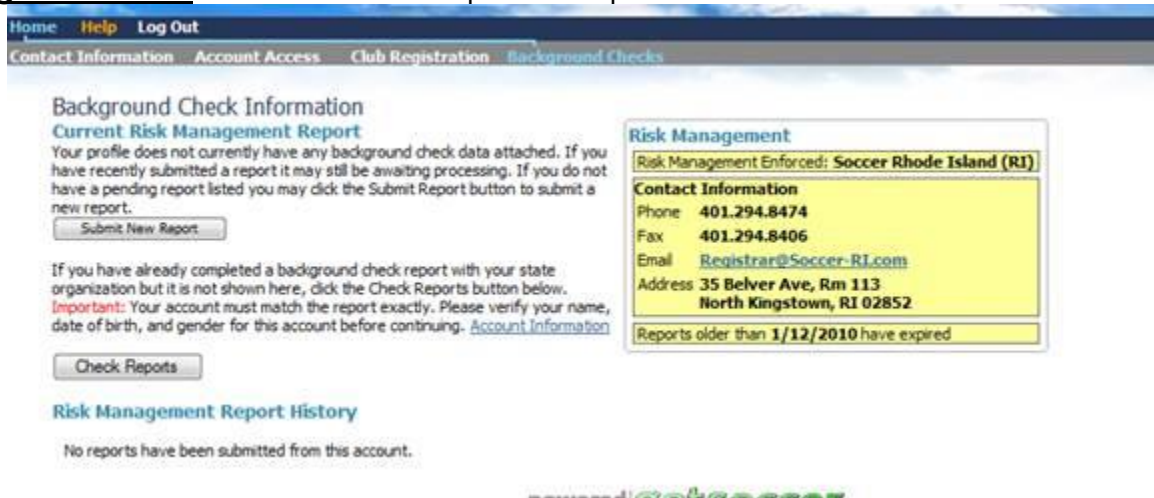 Home Help Log Out
Contact Information Account Access Club Registration Background Checks
Background Check Information
Current Risk Management Report
Your profile does not currently have any background check data attached. If you
have recently submitted a report it may still be awaiting processing. If you do not
have a pending report listed you may click the Submit Report button to submit a
new report.
Submit New Report
If you have already completed a background check report with your state
organization but it is not shown here, click the Check Reports button below.
Important: Your account must match the report exactly. Please verify your name,
date of birth, and gender for this account before continuing. Account Information
Check Reports
Risk Management Report History
No reports have been submitted from this account.
Risk Management
Risk Management Enforced: Soccer Rhode Island (RI)
Contact Information
Phone 401.294.8474
Fax 401.294.8406
Email Registrar@Soccer-RI.com
Address 35 Belver Ave, Rm 113
North Kingstown, RI 02852
Reports older than 1/12/2010 have expired